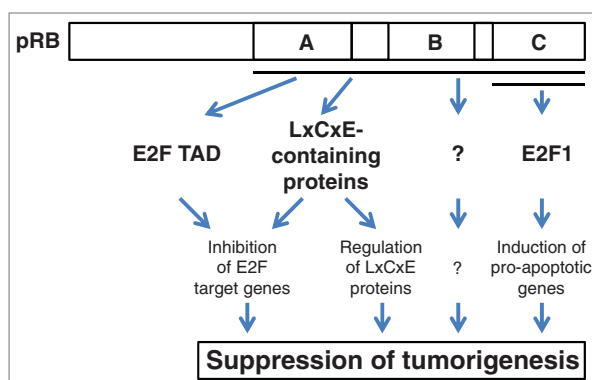 pRB A B C
E2F TAD LxCxE-containing proteins ? E2F1
Inhibition of E2F target genes
Regulation of LxCxE proteins
?
Induction of pro-apoptotic genes
Suppression of tumorigenesis